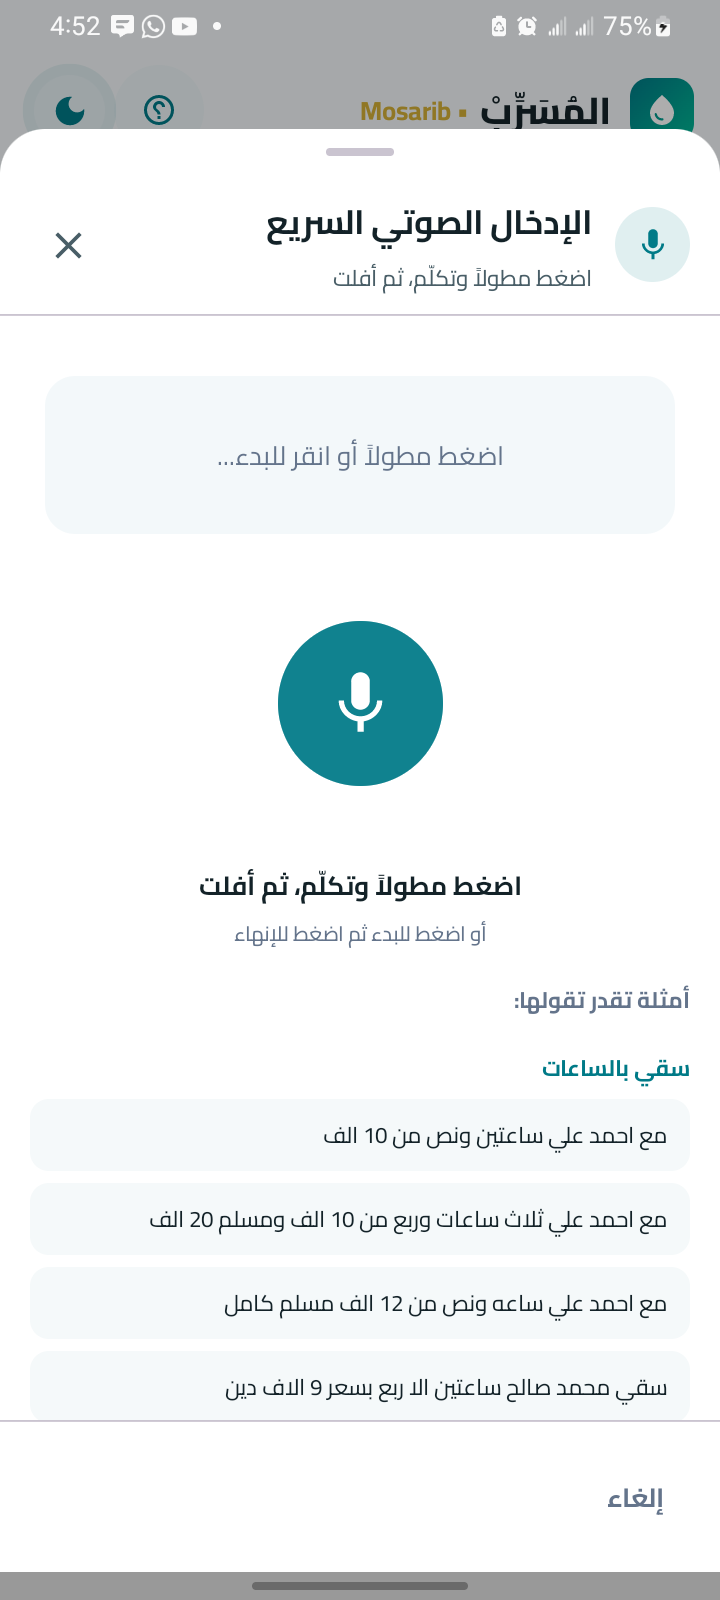 4:52
75%
المُسَرِّبْ • Mosarib
الإدخال الصوتي السريع
اضغط مطولاً وتكلّم، ثم أفلت
اضغط مطولاً أو انقر للبدء...
اضغط مطولاً وتكلّم، ثم أفلت
أو اضغط للبدء ثم اضغط للإنهاء
أمثلة تقدر تقولها:
سقي بالساعات
مع احمد علي ساعتين ونص من 10 الف
مع احمد علي ثلاث ساعات وربع من 10 الف ومسلم 20 الف
مع احمد علي ساعه ونص من 12 الف مسلم كامل
سقي محمد صالح ساعتين الا ربع بسعر 9 الاف دين
إلغاء